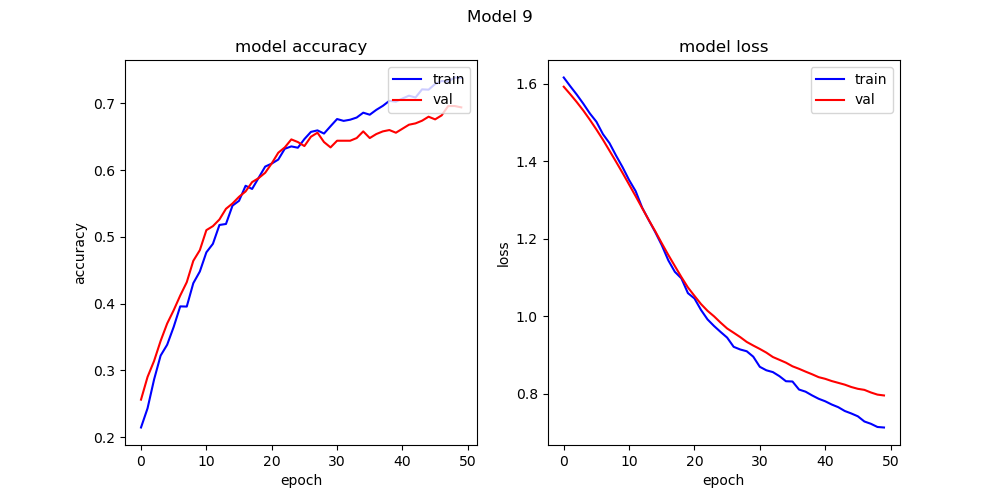 Model 9
model accuracy
train
val
0.7
0.6
0.5
0.4
0.3
0.2
accuracy
0 10 20 30 40 50
epoch
model loss
train
val
1.6
1.4
1.2
1.0
0.8
loss
0 10 20 30 40 50
epoch